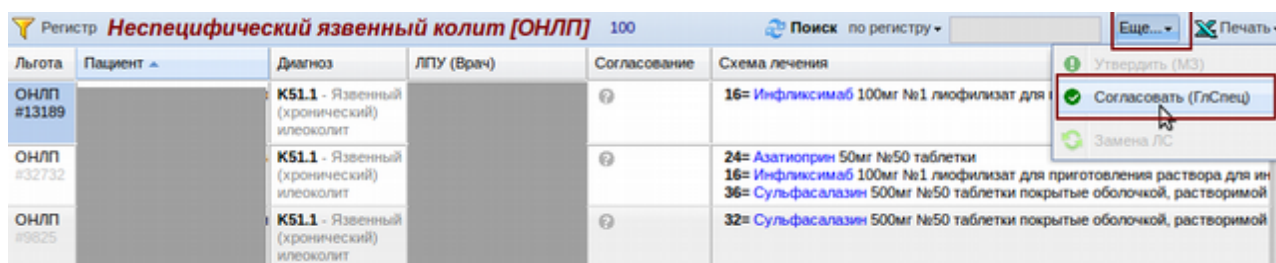 Регистр Неспецифический язвенный колит [ОНЛП] 100 Поиск по регистру Еще... Печать
Льгота Пациент Диагноз ЛПУ (Врач) Согласование Схема лечения
Утвердить (МЗ)
Согласовать (ГлСпец)
Замена ЛС
ОНЛП
#13189
K51.1 - Язвенный
(хронический)
илеоколит
16= Инфликсимаб 100мг №1 лиофилизат для
ОНЛП
#32732
K51.1 - Язвенный
(хронический)
илеоколит
24= Азатиоприн 50мг №50 таблетки
16= Инфликсимаб 100мг №1 лиофилизат для приготовления раствора для ин
36= Сульфасалазин 500мг №50 таблетки покрытые оболочкой, растворимой
ОНЛП
#9825
K51.1 - Язвенный
(хронический)
илеоколит
32= Сульфасалазин 500мг №50 таблетки покрытые оболочкой, растворимой